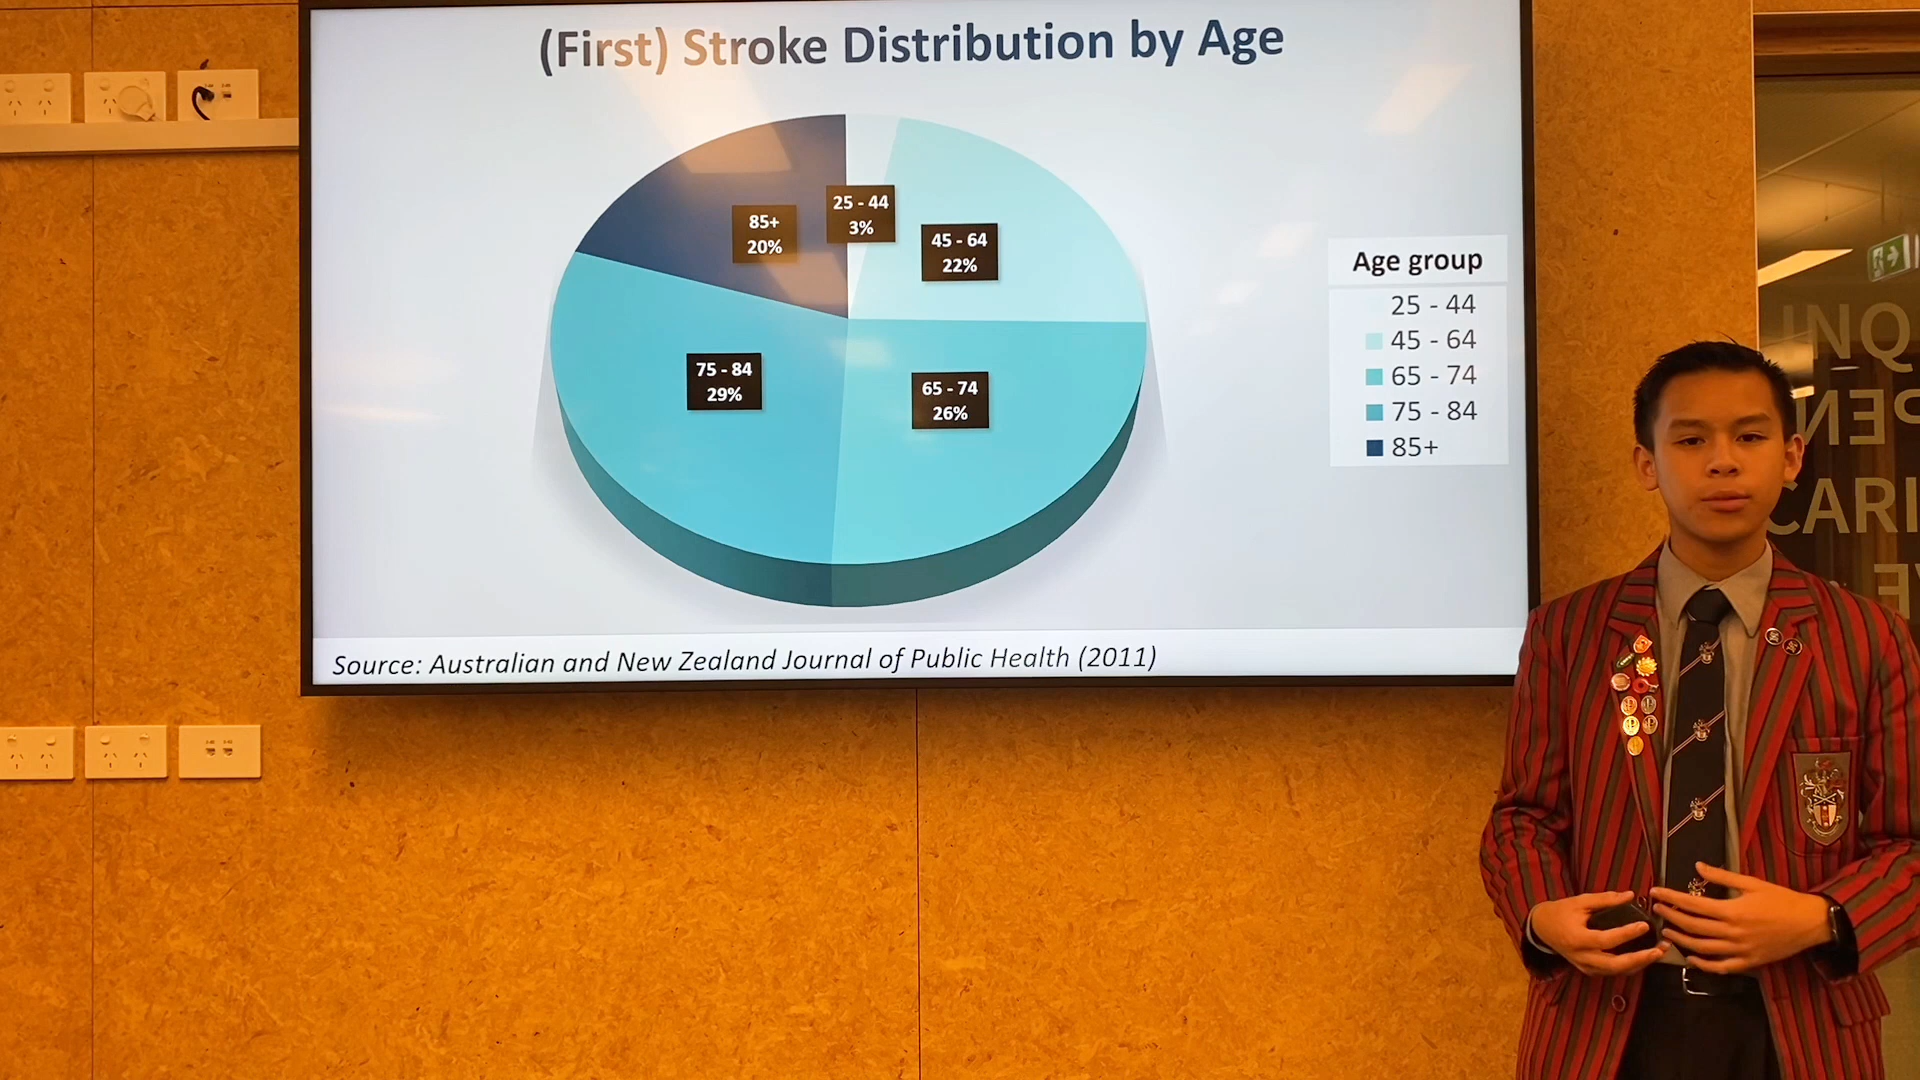 (First) Stroke Distribution by Age
85+
20%
25 - 44
3%
45 - 64
22%
75 - 84
29%
65 - 74
26%
Age group
25 - 44
45 - 64
65 - 74
75 - 84
85+
Source: Australian and New Zealand Journal of Public Health (2011)
INQ
CARI